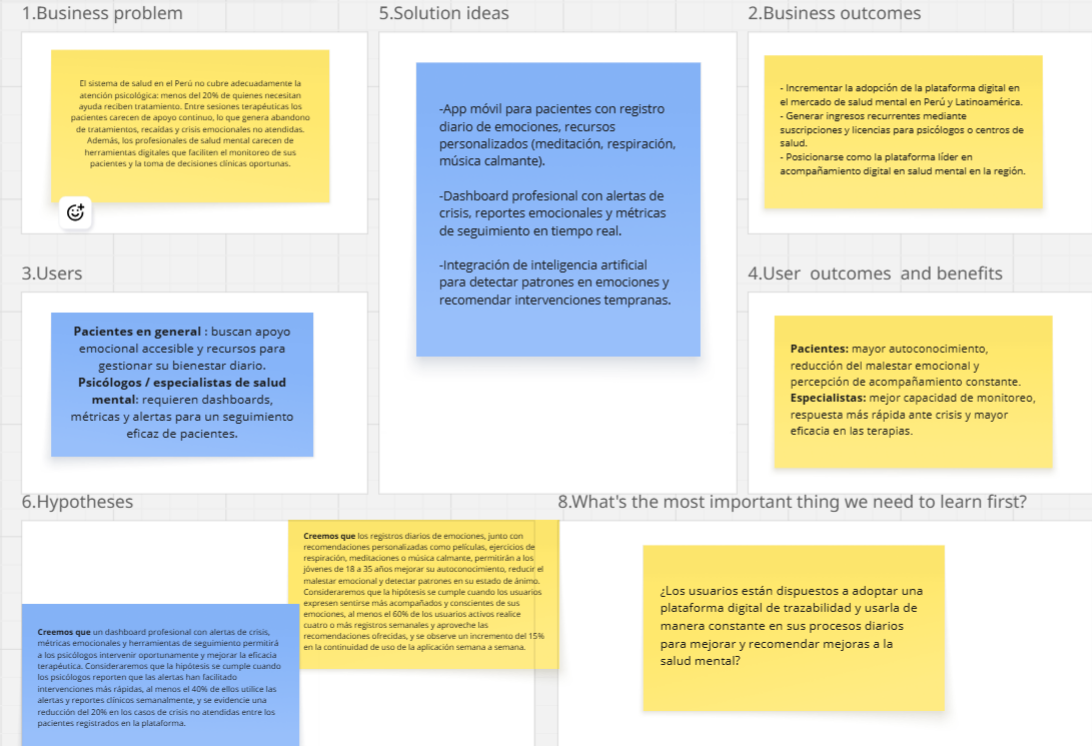 1.Business problem
El sistema de salud en el Perú no cubre adecuadamente la
atención psicológica: menos del 20% de quienes necesitan
ayuda reciben tratamiento. Entre sesiones terapéuticas los
pacientes carecen de apoyo continuo, lo que genera abandono
de tratamientos, recaídas y crisis emocionales no atendidas.
Además, los profesionales de salud mental carecen de
herramientas digitales que faciliten el monitoreo de sus
pacientes y la toma de decisiones clínicas oportunas.
5.Solution ideas
-App móvil para pacientes con registro
diario de emociones, recursos
personalizados (meditación, respiración,
música calmante).
-Dashboard profesional con alertas de
crisis, reportes emocionales y métricas
de seguimiento en tiempo real.
-Integración de inteligencia artificial
para detectar patrones en emociones y
recomendar intervenciones tempranas.
2.Business outcomes
- Incrementar la adopción de la plataforma digital en
el mercado de salud mental en Perú y Latinoamérica.
- Generar ingresos recurrentes mediante
suscripciones y licencias para psicólogos o centros de
salud.
- Posicionarse como la plataforma líder en
acompañamiento digital en salud mental en la región.
3.Users
Pacientes en general : buscan apoyo
emocional accesible y recursos para
gestionar su bienestar diario.
Psicólogos / especialistas de salud
mental: requieren dashboards,
métricas y alertas para un seguimiento
eficaz de pacientes.
4.User outcomes and benefits
Pacientes: mayor autoconocimiento,
reducción del malestar emocional y
percepción de acompañamiento constante.
Especialistas: mejor capacidad de monitoreo,
respuesta más rápida ante crisis y mayor
eficacia en las terapias.
6.Hypotheses
Creemos que los registros diarios de emociones, junto con
recomendaciones personalizadas como películas, ejercicios de
respiración, meditaciones o música calmante, permitirán a los
jóvenes de 18 a 35 años mejorar su autoconocimiento, reducir el
malestar emocional y detectar patrones en su estado de ánimo.
Consideraremos que la hipótesis se cumple cuando los usuarios
expresen sentirse más acompañados y conscientes de sus
emociones, al menos el 60% de los usuarios activos realice
cuatro o más registros semanales y aproveche las
recomendaciones ofrecidas, y se observe un incremento del 15%
en la continuidad de uso de la aplicación semana a semana.
Creemos que un dashboard profesional con alertas de crisis,
métricas emocionales y herramientas de seguimiento permitirá
a los psicólogos intervenir oportunamente y mejorar la eficacia
terapéutica. Consideraremos que la hipótesis se cumple cuando
los psicólogos reporten que las alertas han facilitado
intervenciones más rápidas, al menos el 40% de ellos utilice las
alertas y reportes clínicos semanalmente, y se evidencie una
reducción del 20% en los casos de crisis no atendidas entre los
pacientes registrados en la plataforma.
8.What's the most important thing we need to learn first?
¿Los usuarios están dispuestos a adoptar una
plataforma digital de trazabilidad y usarla de
manera constante en sus procesos diarios
para mejorar y recomendar mejoras a la
salud mental?